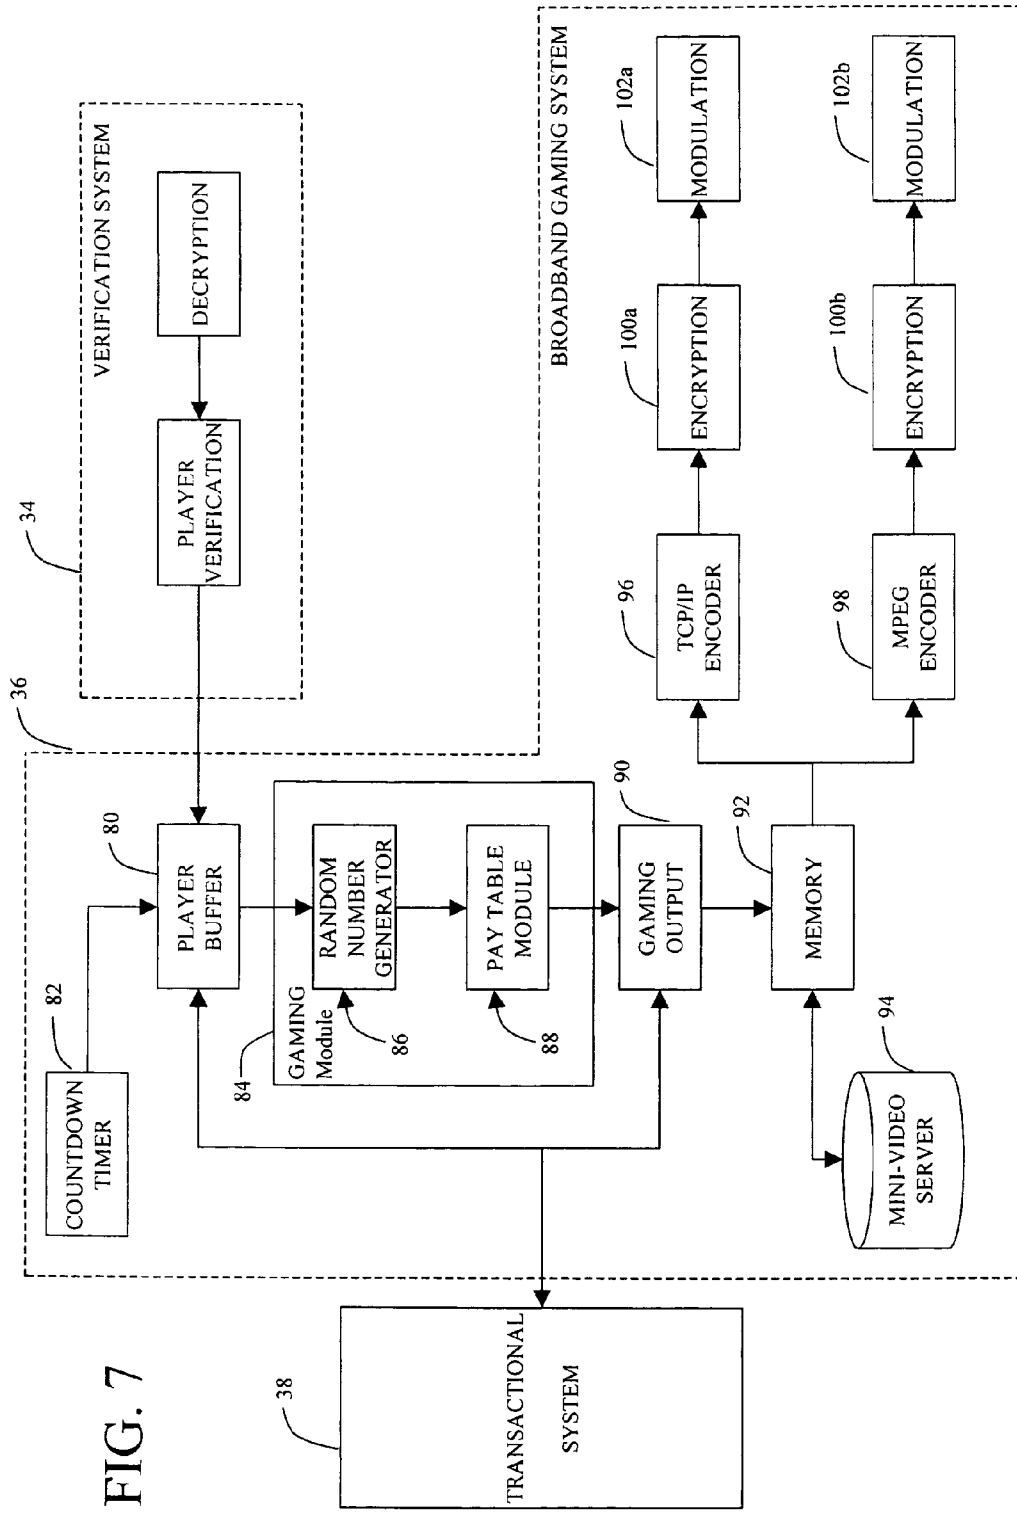 FIG. 7
38
TRANSACTIONAL
SYSTEM
36
82
COUNTDOWN
TIMER
80
PLAYER
BUFFER
34
VERIFICATION SYSTEM
PLAYER
VERIFICATION
DECRYPTION
84
GAMING
Module
86
RANDOM
NUMBER
GENERATOR
88
PAY TABLE
MODULE
90
GAMING
OUTPUT
92
MEMORY
94
MINI-VIDEO
SERVER
BROADBAND GAMING SYSTEM
96
TCP/IP
ENCODER
100a
ENCRYPTION
102a
MODULATION
98
MPEG
ENCODER
100b
ENCRYPTION
102b
MODULATION